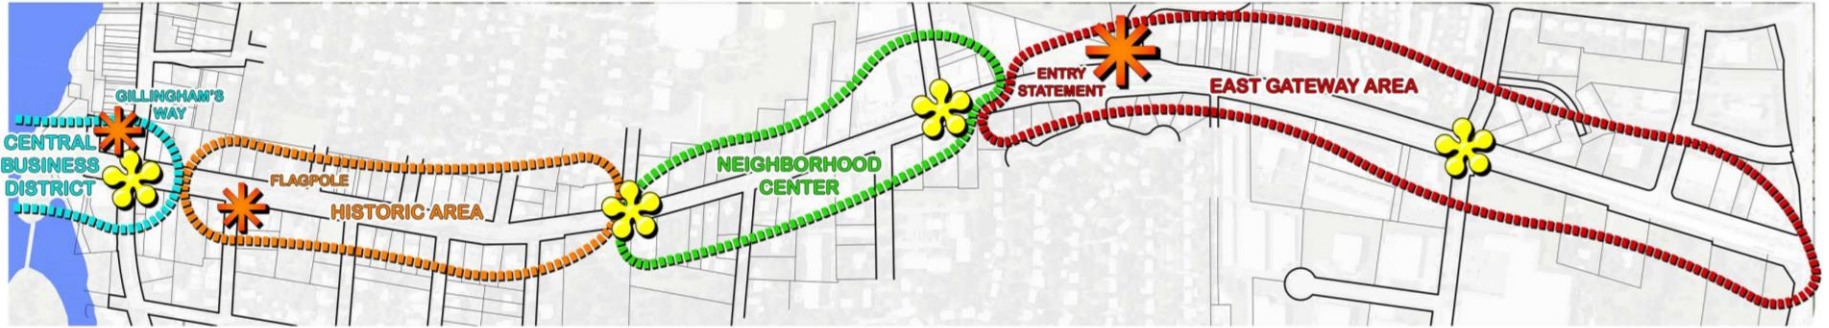 GILLINGHAM'S
WAY
CENTRAL
BUSINESS
DISTRICT
FLAGPOLE
HISTORIC AREA
NEIGHBORHOOD
CENTER
ENTRY
STATEMENT
EAST GATEWAY AREA